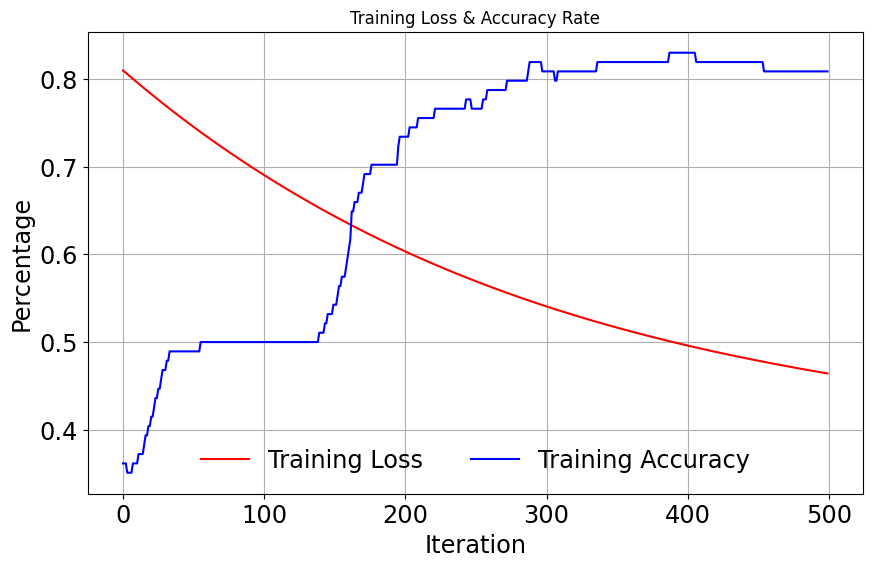 Training Loss & Accuracy Rate
0.8
0.7
0.6
0.5
0.4
Percentage
Training Loss
Training Accuracy
0 100 200 300 400 500
Iteration